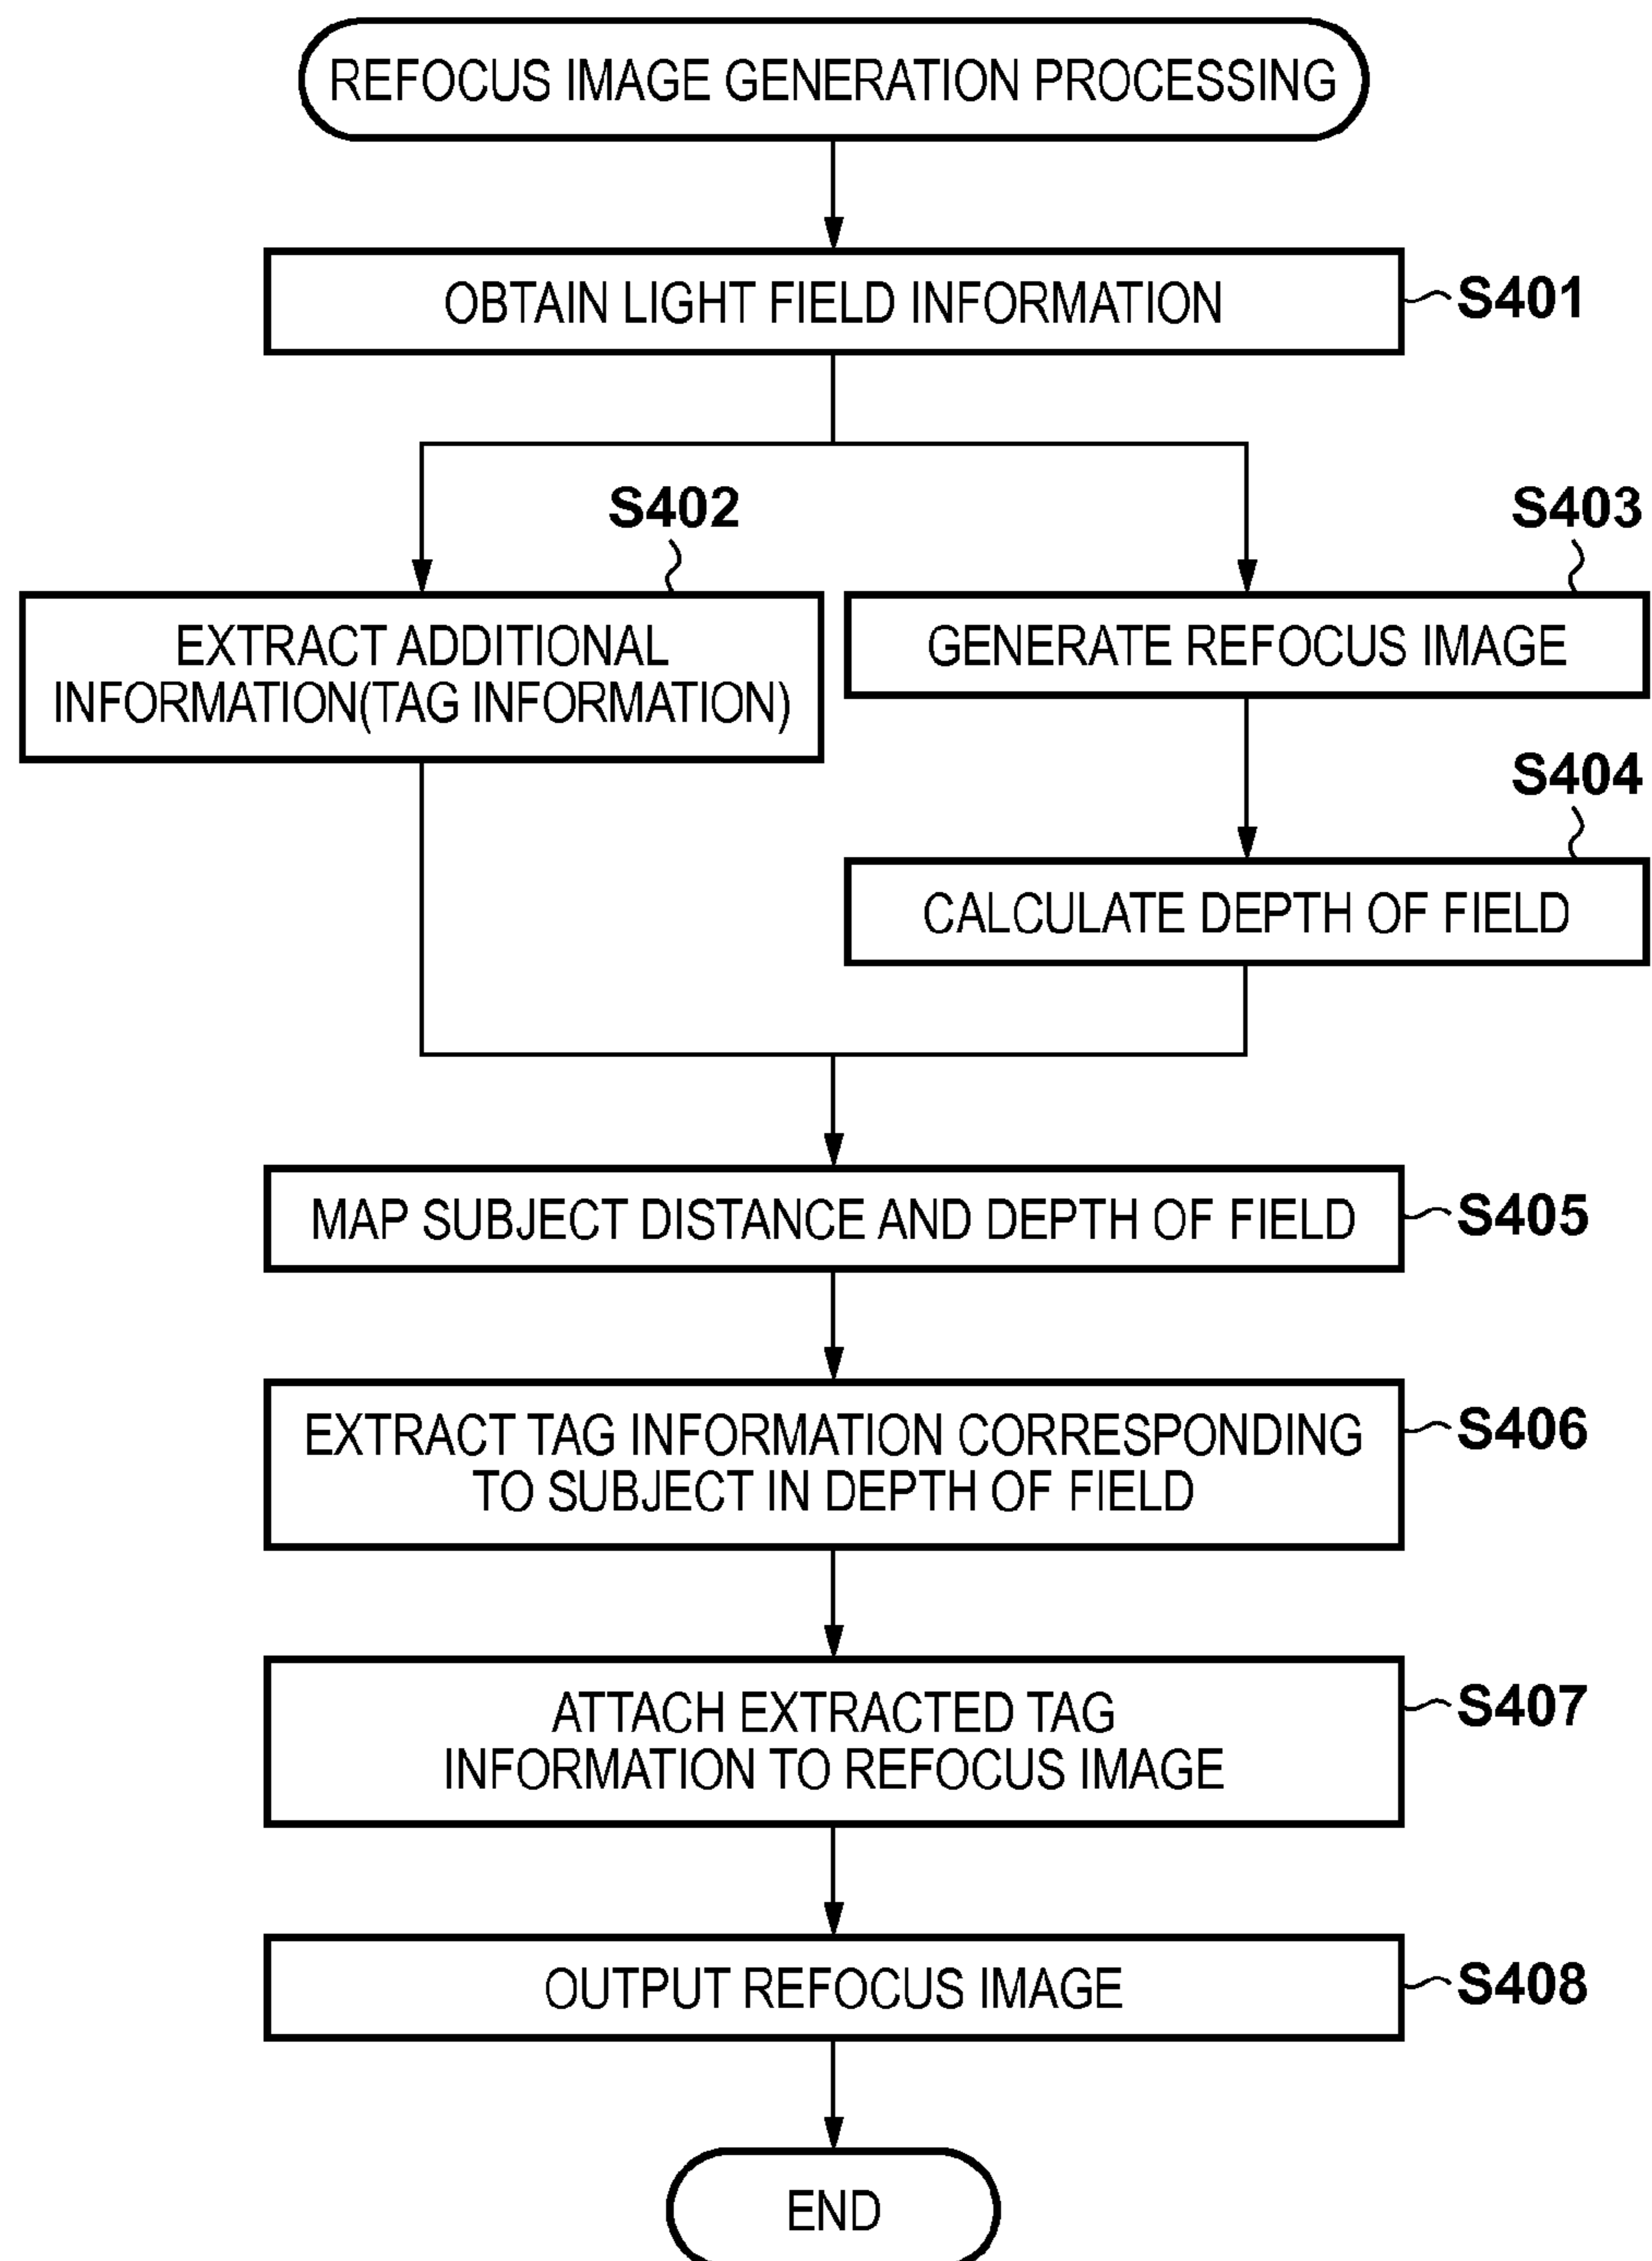 REFOCUS IMAGE GENERATION PROCESSING
OBTAIN LIGHT FIELD INFORMATION
S401
S402
EXTRACT ADDITIONAL
INFORMATION(TAG INFORMATION)
S403
GENERATE REFOCUS IMAGE
S404
CALCULATE DEPTH OF FIELD
MAP SUBJECT DISTANCE AND DEPTH OF FIELD
S405
EXTRACT TAG INFORMATION CORRESPONDING
TO SUBJECT IN DEPTH OF FIELD
S406
ATTACH EXTRACTED TAG
INFORMATION TO REFOCUS IMAGE
S407
OUTPUT REFOCUS IMAGE
S408
END